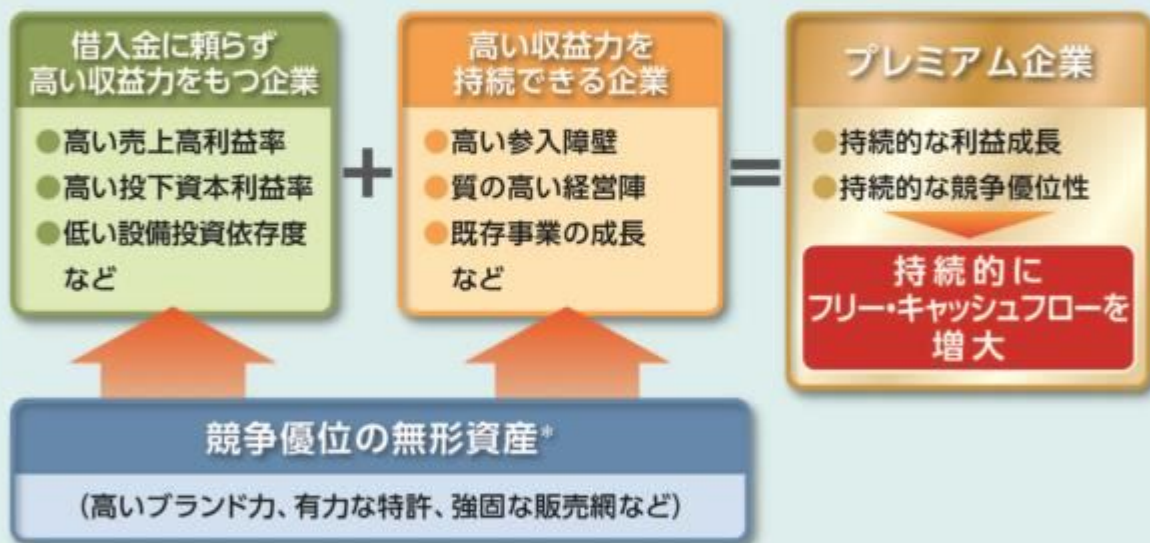 借入金に頼らず
高い収益力をもつ企業
●高い売上高利益率
●高い投下資本利益率
●低い設備投資依存度
など
+
高い収益力を
持続できる企業
●高い参入障壁
●質の高い経営陣
●既存事業の成長
など
=
プレミアム企業
●持続的な利益成長
●持続的な競争優位性
持続的に
フリー・キャッシュフローを
増大
競争優位の無形資産*
(高いブランド力、有力な特許、強固な販売網など)